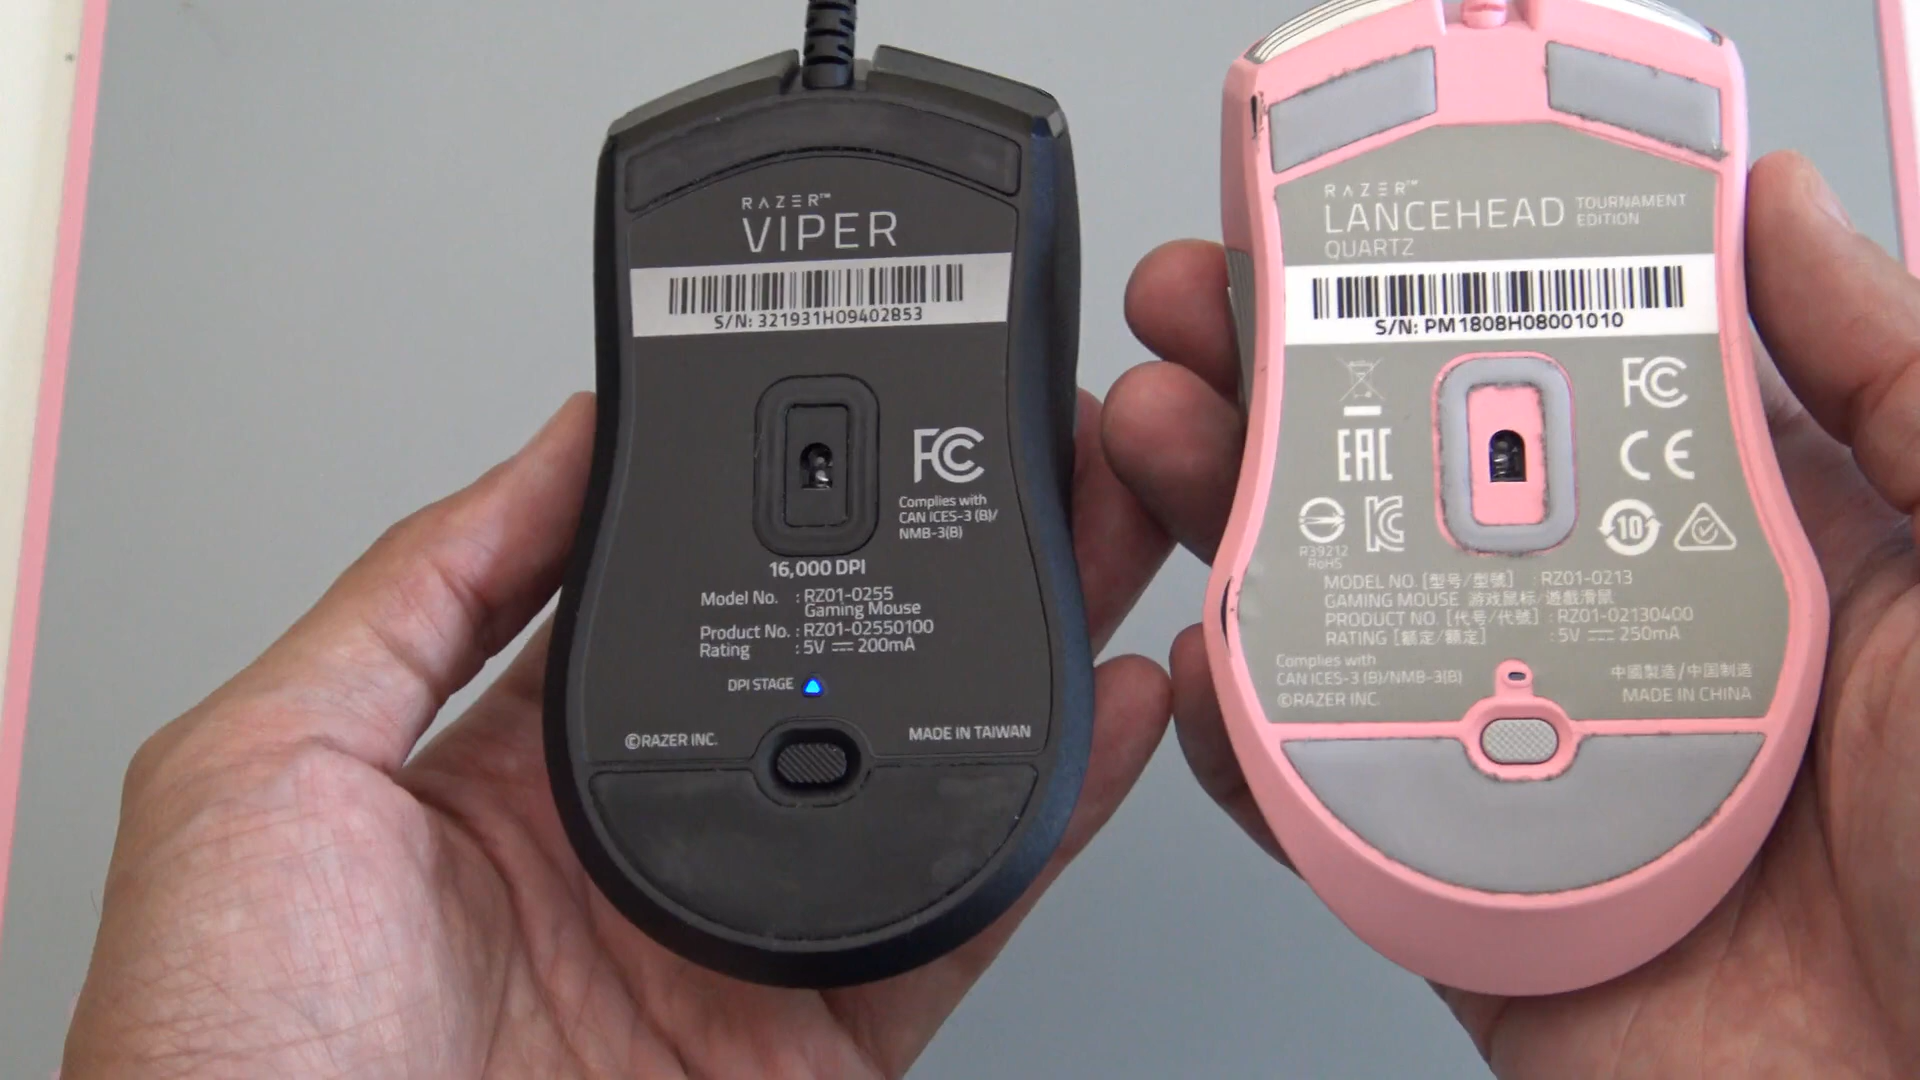 RAZER™
VIPER
S/N: 321931H09402853
FC
Complies with
CAN ICES-3 (B)/
NMB-3(B)
16,000 DPI
Model No. : RZ01-0255
Gaming Mouse
Product No. : RZ01-02550100
Rating : 5V ⎓ 200mA
DPI STAGE
©RAZER INC.
MADE IN TAIWAN
RAZER™
LANCEHEAD TOURNAMENT
EDITION
QUARTZ
S/N: PM1808H08001010
FC
EAC
CE
KC
10
R39212
RoHS
MODEL NO. [型号/型號] : RZ01-0213
GAMING MOUSE 游戏鼠标/遊戲滑鼠
PRODUCT NO. [代号/代號] : RZ01-02130400
RATING [额定/額定] : 5V ⎓ 250mA
Complies with
CAN ICES-3 (B)/NMB-3(B)
©RAZER INC.
中國製造/中国制造
MADE IN CHINA